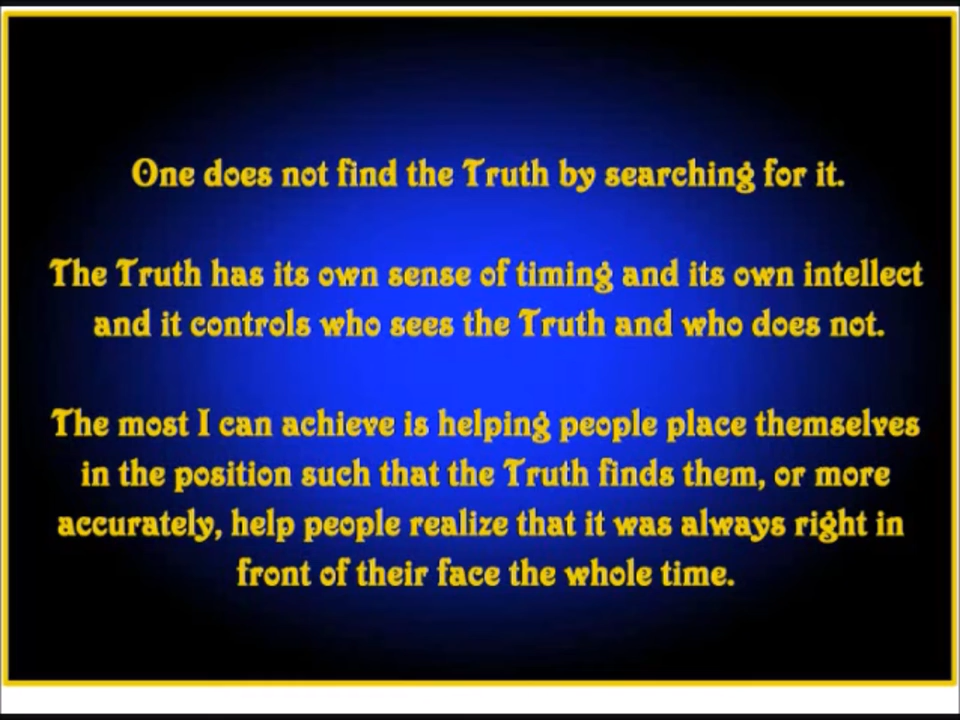 One does not find the Truth by searching for it.
The Truth has its own sense of timing and its own intellect
and it controls who sees the Truth and who does not.
The most I can achieve is helping people place themselves
in the position such that the Truth finds them, or more
accurately, help people realize that it was always right in
front of their face the whole time.